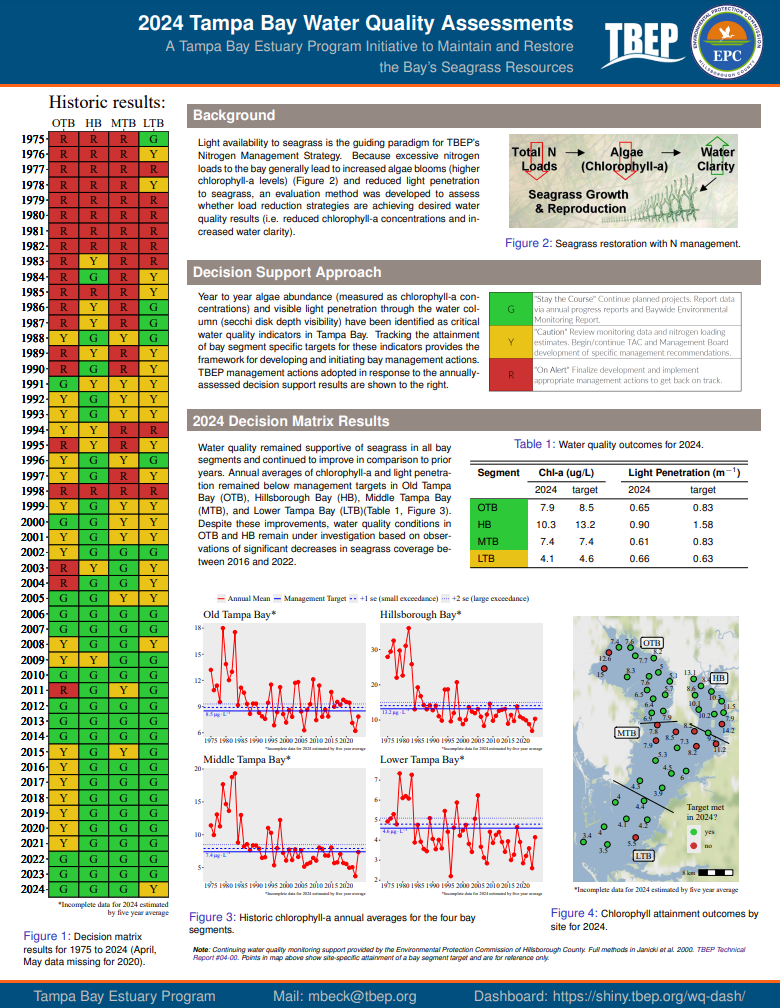 2024 Tampa Bay Water Quality Assessments
A Tampa Bay Estuary Program Initiative to Maintain and Restore
the Bay's Seagrass Resources
TBEP
ENVIRONMENTAL PROTECTION COMMISSION
EPC
HILLSBOROUGH COUNTY
Historic results:
OTB HB MTB LTB
1975 R R R G
1976 R R R Y
1977 R R R R
1978 R R R Y
1979 R R R R
1980 R R R R
1981 R R R R
1982 R R R R
1983 R Y R R
1984 R G R Y
1985 R R R Y
1986 R Y R G
1987 R Y R G
1988 Y G Y G
1989 R Y R Y
1990 R G R Y
1991 G Y Y Y
1992 Y G Y Y
1993 Y G Y Y
1994 Y Y R R
1995 R Y R Y
1996 Y G Y G
1997 Y G R Y
1998 R R R R
1999 Y G Y Y
2000 G G Y Y
2001 Y G Y Y
2002 Y G G G
2003 R Y G Y
2004 R G G Y
2005 G G Y Y
2006 G G G G
2007 G G G G
2008 Y G G Y
2009 Y Y G G
2010 G G G G
2011 R G Y G
2012 G G G G
2013 G G G G
2014 G G G G
2015 Y G Y G
2016 Y G G G
2017 Y G G G
2018 Y G G G
2019 Y G G G
2020 Y G G G
2021 Y G G G
2022 G G G G
2023 G G G G
2024 G G G Y
*Incomplete data for 2024 estimated
by five year average
Figure 1: Decision matrix
results for 1975 to 2024 (April,
May data missing for 2020).
Background
Light availability to seagrass is the guiding paradigm for TBEP's
Nitrogen Management Strategy. Because excessive nitrogen
loads to the bay generally lead to increased algae blooms (higher
chlorophyll-a levels) (Figure 2) and reduced light penetration
to seagrass, an evaluation method was developed to assess
whether load reduction strategies are achieving desired water
quality results (i.e. reduced chlorophyll-a concentrations and in-
creased water clarity).
Total N
Loads
Algae
(Chlorophyll-a)
Water
Clarity
Seagrass Growth
& Reproduction
Figure 2: Seagrass restoration with N management.
Decision Support Approach
Year to year algae abundance (measured as chlorophyll-a con-
centrations) and visible light penetration through the water col-
umn (secchi disk depth visibility) have been identified as critical
water quality indicators in Tampa Bay. Tracking the attainment
of bay segment specific targets for these indicators provides the
framework for developing and initiating bay management actions.
TBEP management actions adopted in response to the annually-
assessed decision support results are shown to the right.
G
"Stay the Course" Continue planned projects. Report data
via annual progress reports and Baywide Environmental
Monitoring Report.
Y
"Caution" Review monitoring data and nitrogen loading
estimates. Begin/continue TAC and Management Board
development of specific management recommendations.
R
"On Alert" Finalize development and implement
appropriate management actions to get back on track.
2024 Decision Matrix Results
Water quality remained supportive of seagrass in all bay
segments and continued to improve in comparison to prior
years. Annual averages of chlorophyll-a and light penetra-
tion remained below management targets in Old Tampa
Bay (OTB), Hillsborough Bay (HB), Middle Tampa Bay
(MTB), and Lower Tampa Bay (LTB)(Table 1, Figure 3).
Despite these improvements, water quality conditions in
OTB and HB remain under investigation based on obser-
vations of significant decreases in seagrass coverage be-
tween 2016 and 2022.
Table 1: Water quality outcomes for 2024.
Segment Chl-a (ug/L) Light Penetration (m−1)
2024 target 2024 target
OTB 7.9 8.5 0.65 0.83
HB 10.3 13.2 0.90 1.58
MTB 7.4 7.4 0.61 0.83
LTB 4.1 4.6 0.66 0.63
Annual Mean Management Target +1 se (small exceedance) +2 se (large exceedance)
Old Tampa Bay*
18
15
12
9
6
8.5 µg · L⁻¹
1975 1980 1985 1990 1995 2000 2005 2010 2015 2020
*Incomplete data for 2024 estimated by five year average
Hillsborough Bay*
30
20
10
13.2 µg · L⁻¹
1975 1980 1985 1990 1995 2000 2005 2010 2015 2020
*Incomplete data for 2024 estimated by five year average
Middle Tampa Bay*
20
15
10
5
7.4 µg · L⁻¹
1975 1980 1985 1990 1995 2000 2005 2010 2015 2020
*Incomplete data for 2024 estimated by five year average
Lower Tampa Bay*
7
6
5
4
3
2
4.6 µg · L⁻¹
1975 1980 1985 1990 1995 2000 2005 2010 2015 2020
*Incomplete data for 2024 estimated by five year average
Figure 3: Historic chlorophyll-a annual averages for the four bay
segments.
OTB
HB
MTB
LTB
7.4 7.6
8.2
12.6
7.7
15
8.3
13.1
7.6
6.5
6.4
6.9
7.9
10.2
14.2
7.8
7.9
8.5
7.3
8.2
11.2
5.3
4.5
6
4.3
3.9
4
4.4
4.1
4.2
3.4
4
3.5
5.5
Target met
in 2024?
yes
no
8 km
*Incomplete data for 2024 estimated by five year average
Figure 4: Chlorophyll attainment outcomes by
site for 2024.
Note: Continuing water quality monitoring support provided by the Environmental Protection Commission of Hillsborough County. Full methods in Janicki et al. 2000. TBEP Technical
Report #04-00. Points in map above show site-specific attainment of a bay segment target and are for reference only.
Tampa Bay Estuary Program
Mail: mbeck@tbep.org
Dashboard: https://shiny.tbep.org/wq-dash/